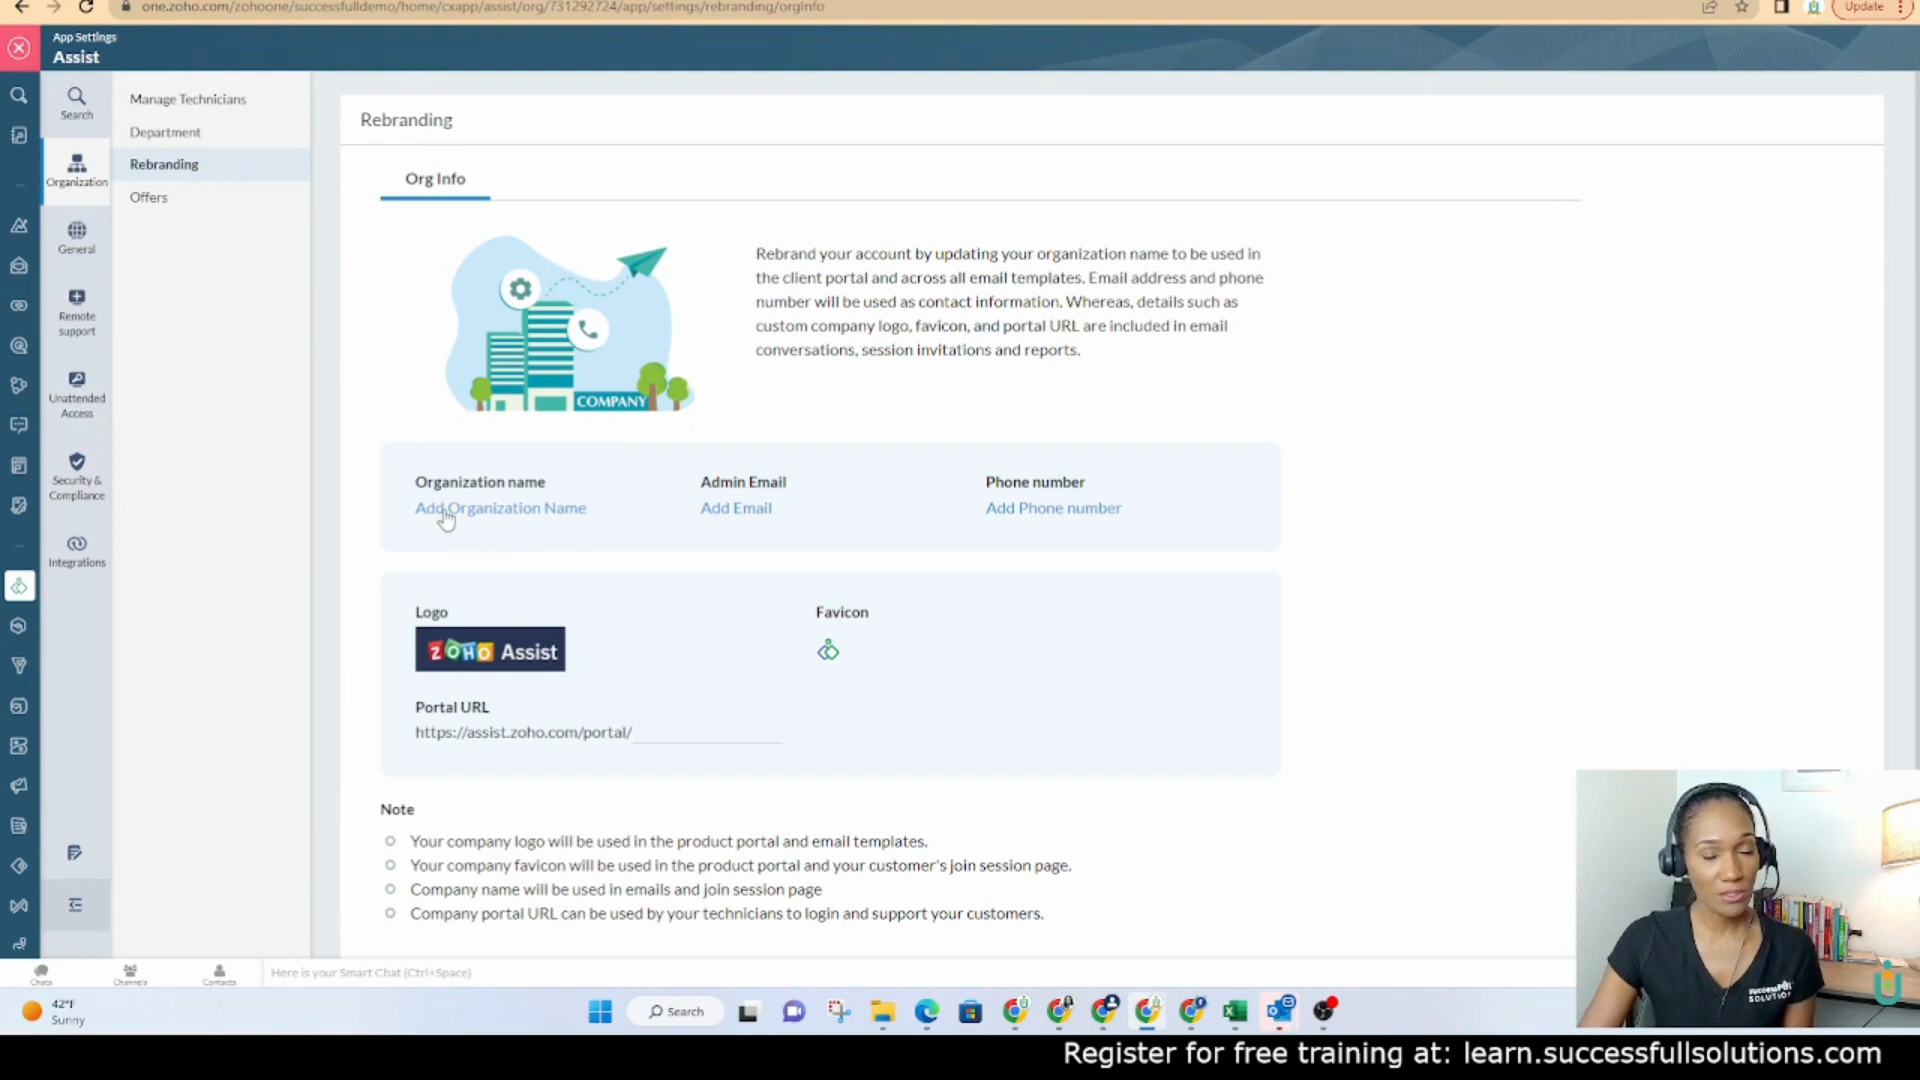 one.zoho.com/zohoone/successfulldemo/home/cxapp/assist/org/731292724/app/settings/rebranding/orgInfo
Update
App Settings
Assist
Search
Organization
General
Remote
support
Unattended
Access
Security &
Compliance
Integrations
Manage Technicians
Department
Rebranding
Offers
Rebranding
Org Info
COMPANY
Rebrand your account by updating your organization name to be used in
the client portal and across all email templates. Email address and phone
number will be used as contact information. Whereas, details such as
custom company logo, favicon, and portal URL are included in email
conversations, session invitations and reports.
Organization name
Add Organization Name
Admin Email
Add Email
Phone number
Add Phone number
Logo
ZOHO Assist
Favicon
Portal URL
https://assist.zoho.com/portal/
Note
Your company logo will be used in the product portal and email templates.
Your company favicon will be used in the product portal and your customer's join session page.
Company name will be used in emails and join session page
Company portal URL can be used by your technicians to login and support your customers.
Chats
Channels
Contacts
Here is your Smart Chat (Ctrl+Space)
42°F
Sunny
Search
Register for free training at: learn.successfullsolutions.com